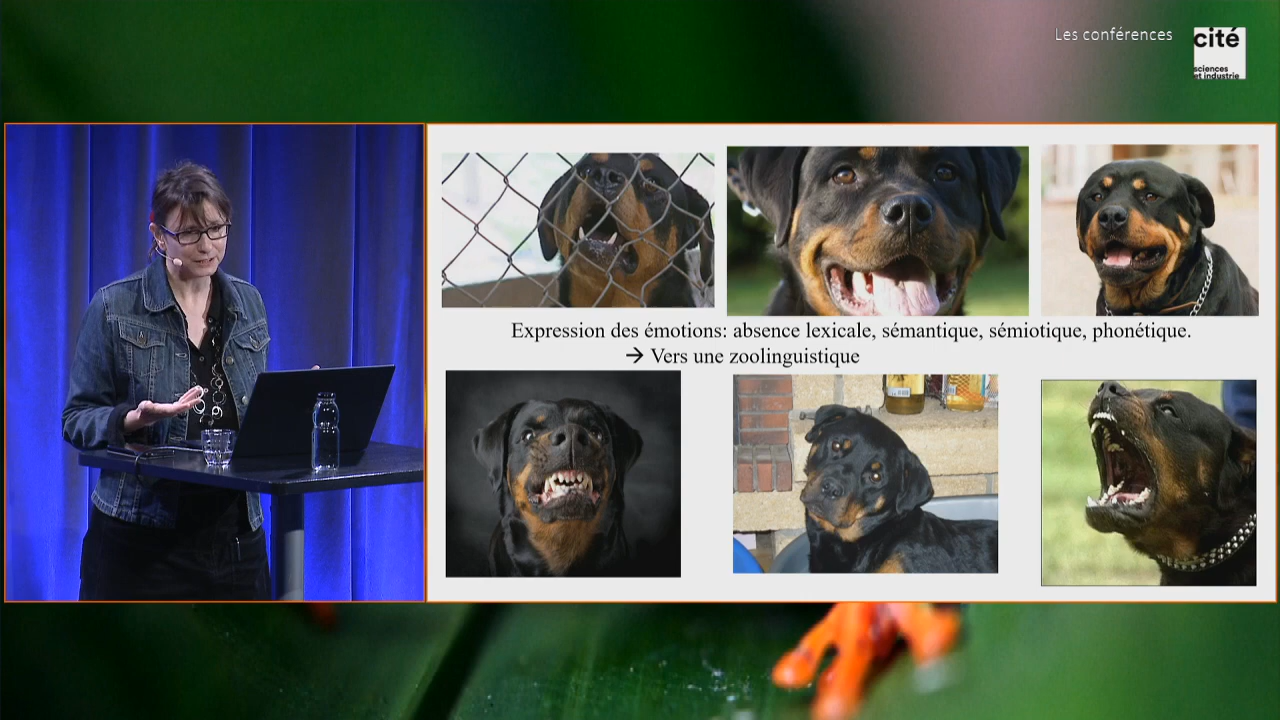 Les conférences
cité
sciences
et industrie
Expression des émotions: absence lexicale, sémantique, sémiotique, phonétique.
→ Vers une zoolinguistique